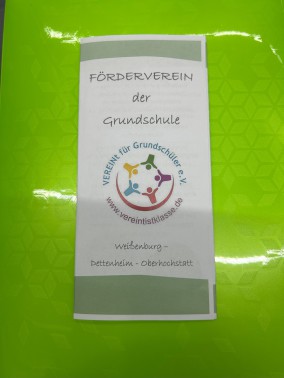 FÖRDERVEREIN
der
Grundschule
VEREINt für Grundschüler e.V.
www.vereintistklasse.de
Weißenburg –
Dettenheim - Oberhochstatt